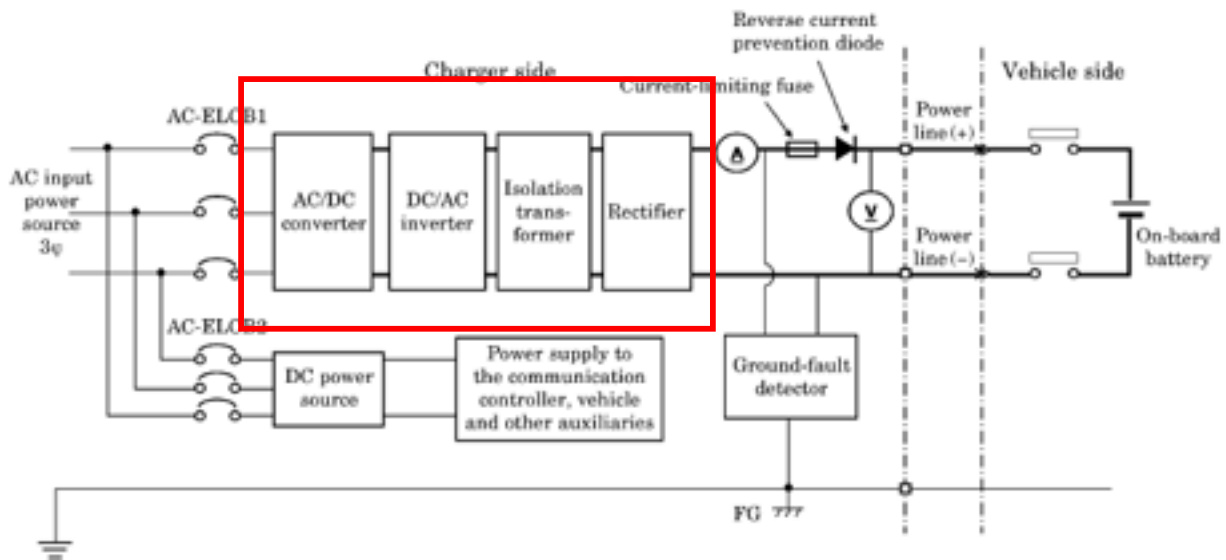 Reverse current
prevention diode
Charger side
Current-limiting fuse
Vehicle side
AC-ELCB1
Power
line(+)
AC input
power
source
3φ
AC/DC
converter
DC/AC
inverter
Isolation
trans-
former
Rectifier
A
V
Power
line(−)
On-board
battery
AC-ELCB2
DC power
source
Power supply to
the communication
controller, vehicle
and other auxiliaries
Ground-fault
detector
FG